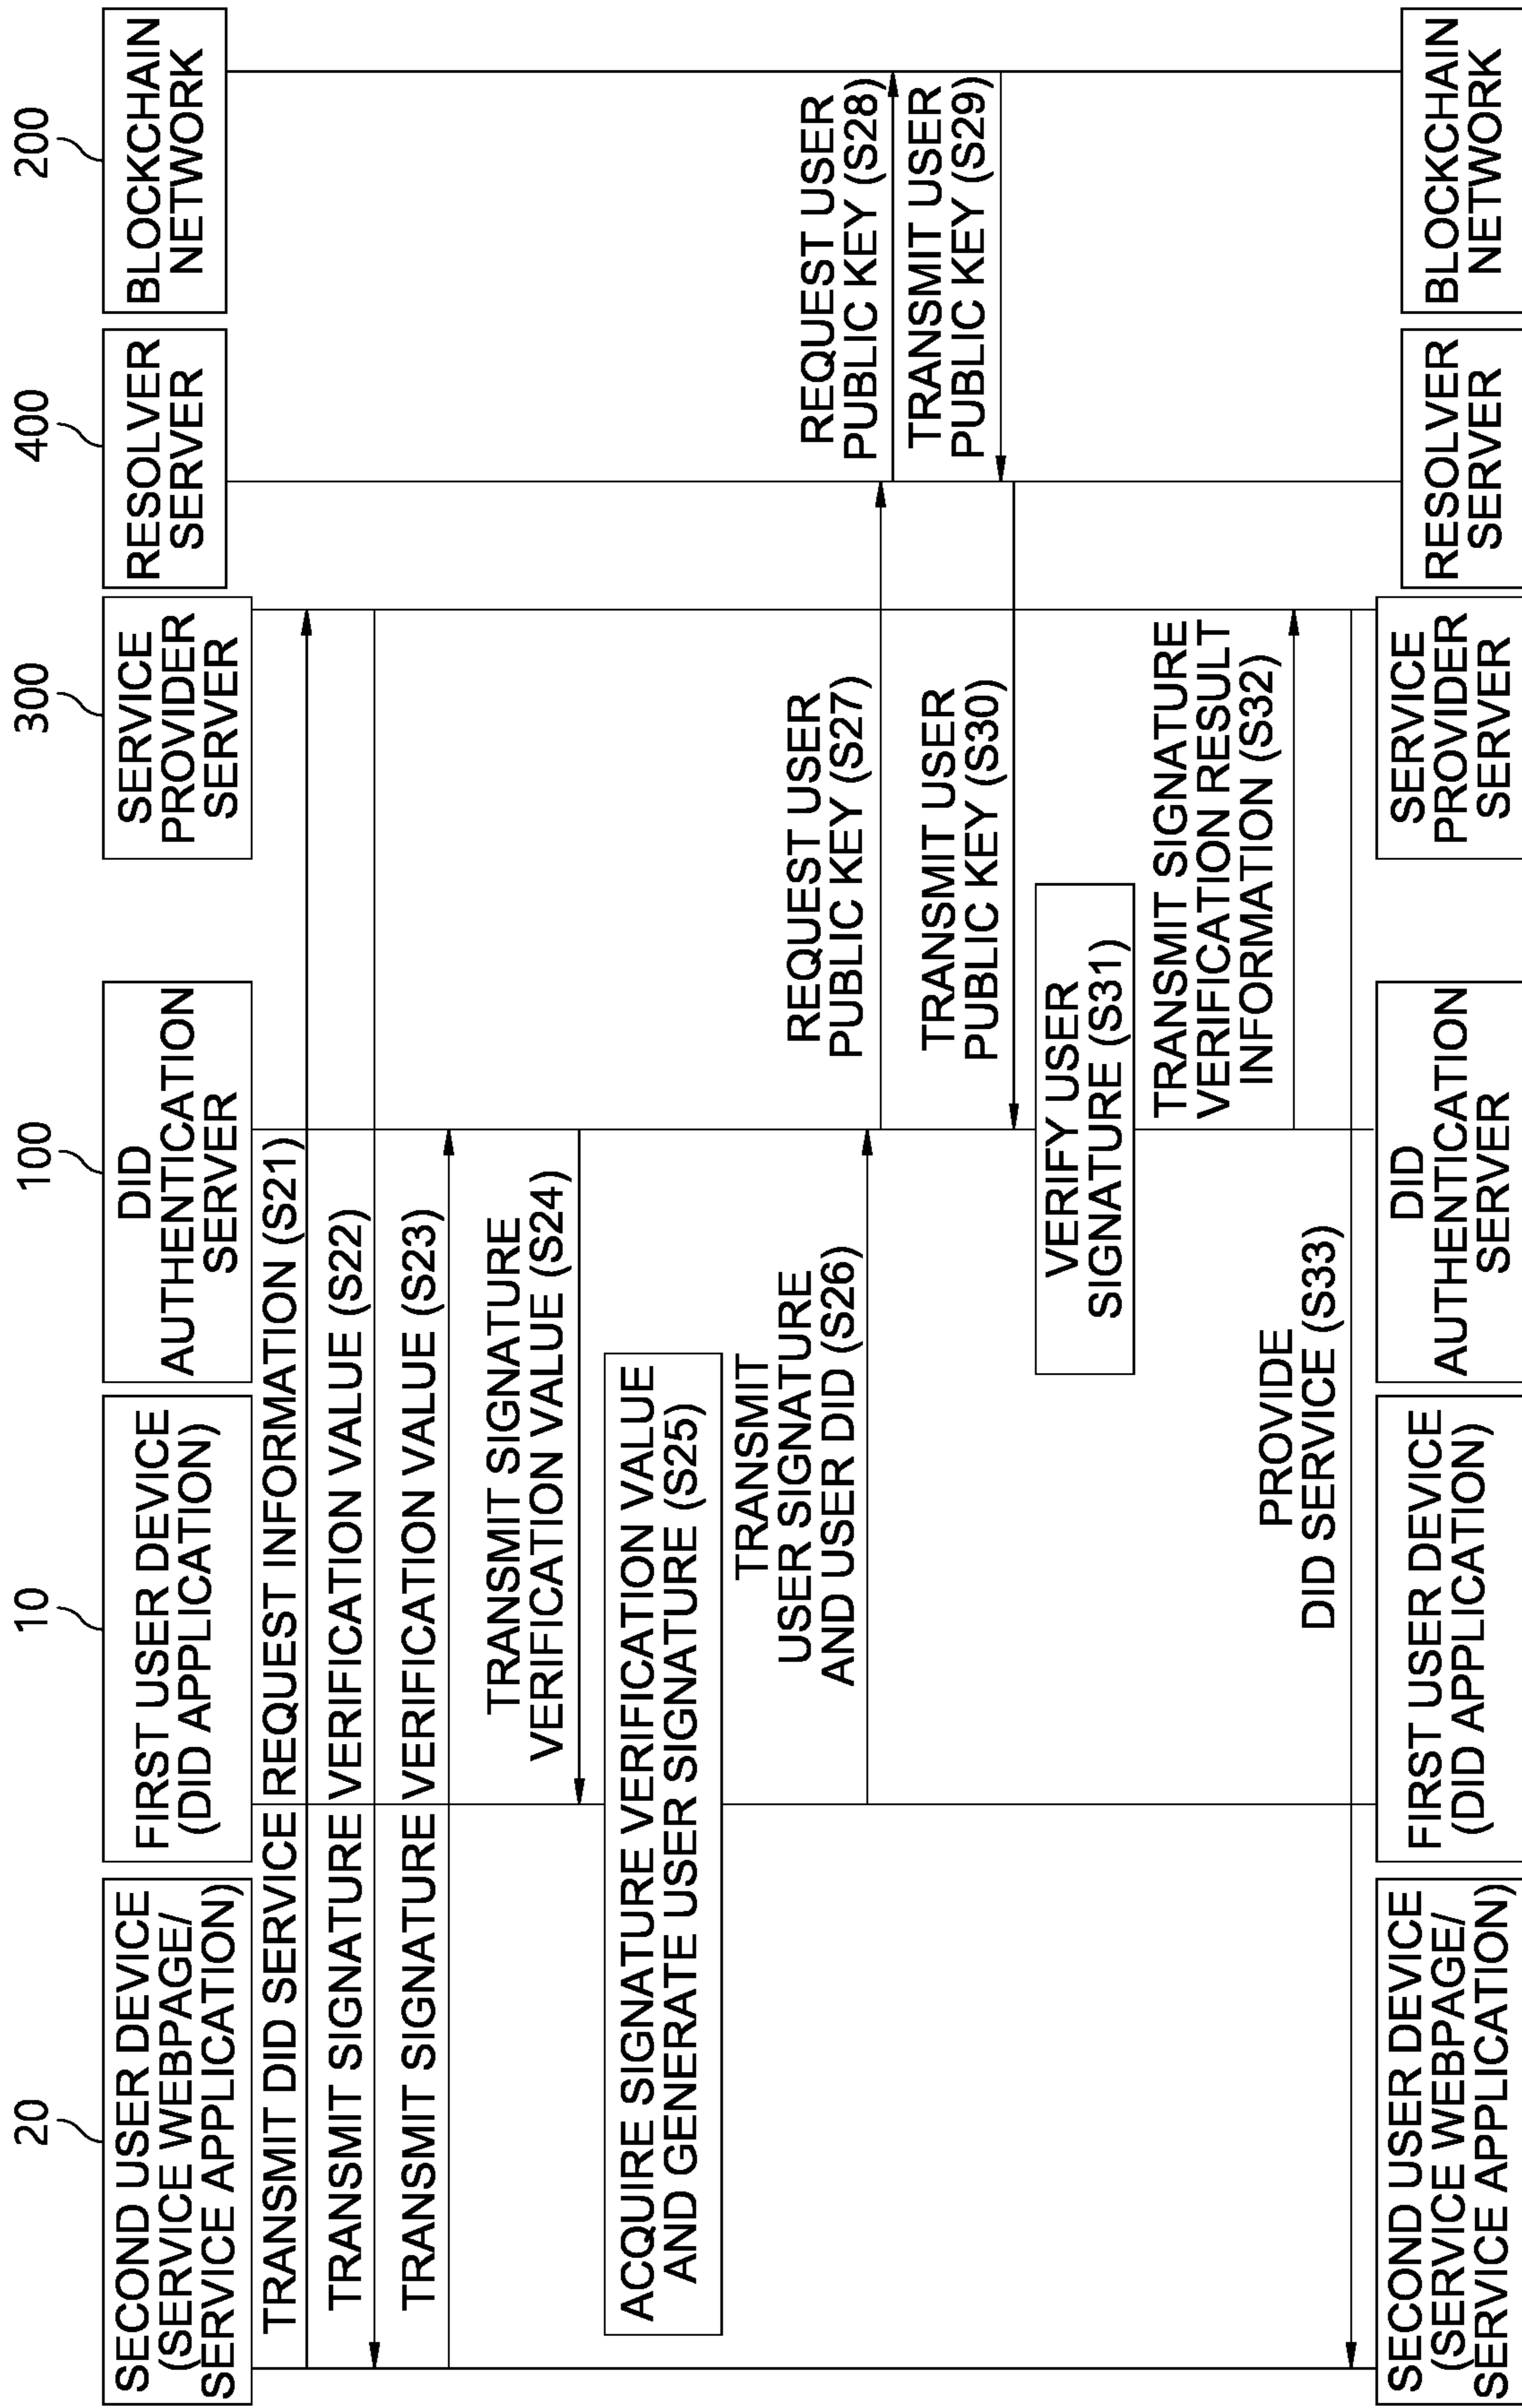 20
10
100
300
400
200
SECOND USER DEVICE
(SERVICE WEBPAGE/
SERVICE APPLICATION)
FIRST USER DEVICE
(DID APPLICATION)
DID
AUTHENTICATION
SERVER
SERVICE
PROVIDER
SERVER
RESOLVER
SERVER
BLOCKCHAIN
NETWORK
TRANSMIT DID SERVICE REQUEST INFORMATION (S21)
TRANSMIT SIGNATURE VERIFICATION VALUE (S22)
TRANSMIT SIGNATURE VERIFICATION VALUE (S23)
TRANSMIT SIGNATURE
VERIFICATION VALUE (S24)
ACQUIRE SIGNATURE VERIFICATION VALUE
AND GENERATE USER SIGNATURE (S25)
TRANSMIT
USER SIGNATURE
AND USER DID (S26)
REQUEST USER
PUBLIC KEY (S27)
REQUEST USER
PUBLIC KEY (S28)
TRANSMIT USER
PUBLIC KEY (S29)
TRANSMIT USER
PUBLIC KEY (S30)
VERIFY USER
SIGNATURE (S31)
TRANSMIT SIGNATURE
VERIFICATION RESULT
INFORMATION (S32)
PROVIDE
DID SERVICE (S33)
SECOND USER DEVICE
(SERVICE WEBPAGE/
SERVICE APPLICATION)
FIRST USER DEVICE
(DID APPLICATION)
DID
AUTHENTICATION
SERVER
SERVICE
PROVIDER
SERVER
RESOLVER
SERVER
BLOCKCHAIN
NETWORK